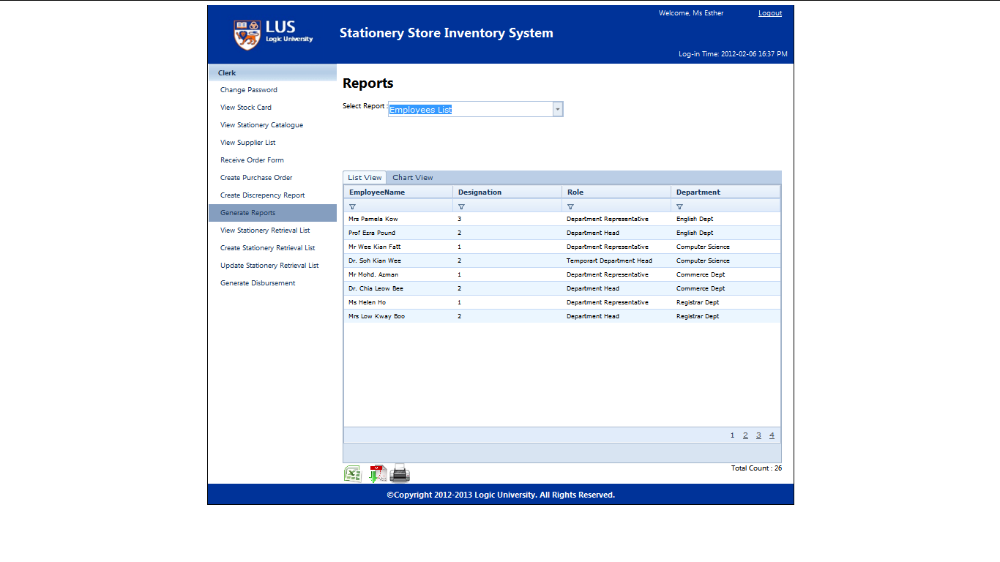 Welcome, Ms Esther Logout
LUS
Logic University
Stationery Store Inventory System
Log-in Time: 2012-02-06 16:37 PM
Clerk
Change Password
View Stock Card
View Stationery Catalogue
View Supplier List
Receive Order Form
Create Purchase Order
Create Discrepency Report
Generate Reports
View Stationery Retrieval List
Create Stationery Retrieval List
Update Stationery Retrieval List
Generate Disbursement
Reports
Select Report : Employees List
List View Chart View
EmployeeName Designation Role Department
Mrs Pamela Kow 3 Department Representative English Dept
Prof Ezra Pound 2 Department Head English Dept
Mr Wee Kian Fatt 1 Department Representative Computer Science
Dr. Soh Kian Wee 2 Temporart Department Head Computer Science
Mr Mohd. Azman 1 Department Representative Commerce Dept
Dr. Chia Leow Bee 2 Department Head Commerce Dept
Ms Helen Ho 1 Department Representative Registrar Dept
Mrs Low Kway Boo 2 Department Head Registrar Dept
1 2 3 4
Total Count : 26
©Copyright 2012-2013 Logic University. All Rights Reserved.